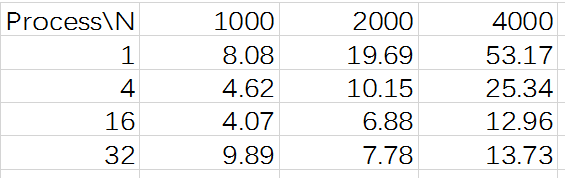 Process\N 1000 2000 4000
1 8.08 19.69 53.17
4 4.62 10.15 25.34
16 4.07 6.88 12.96
32 9.89 7.78 13.73